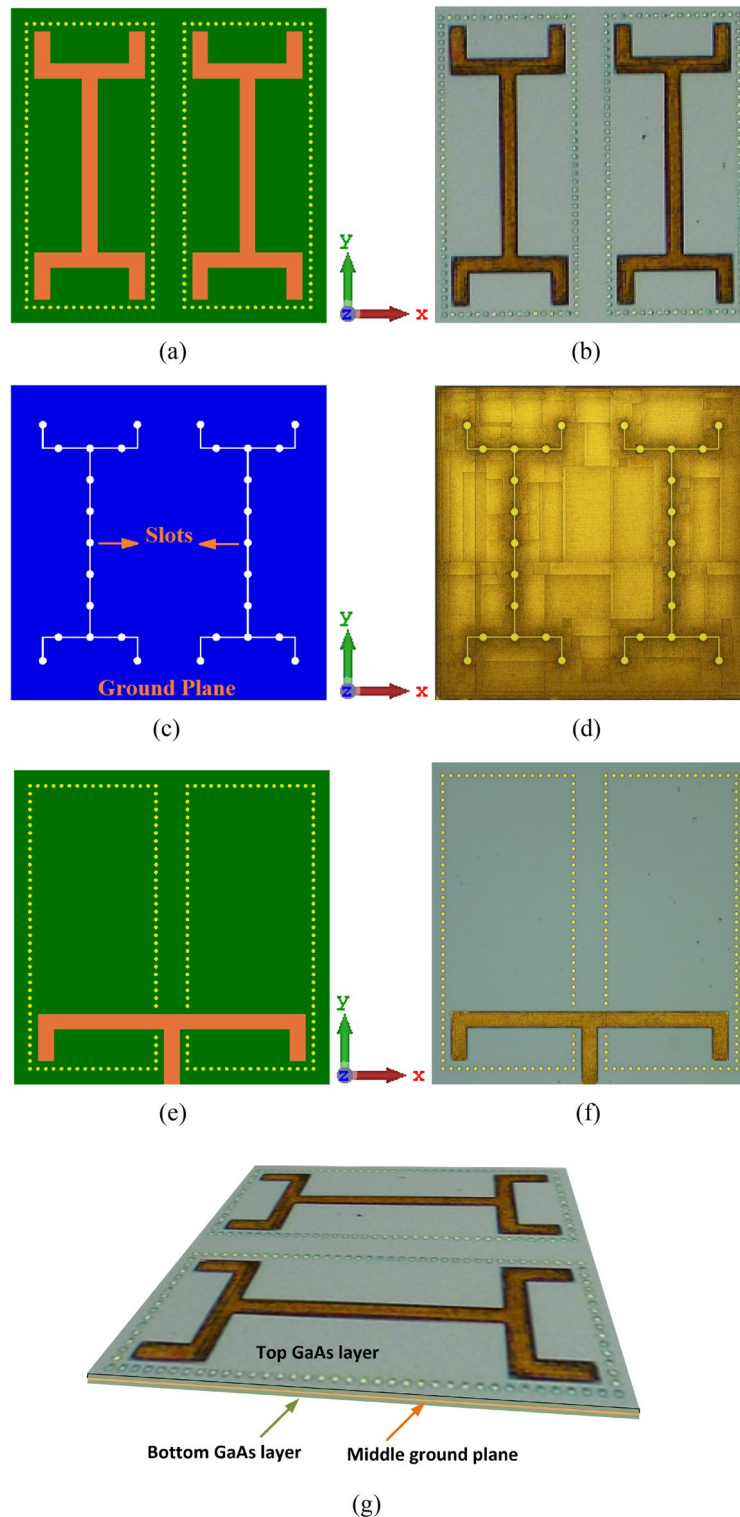 y
z x
(a) (b)
Slots
Ground Plane
y
z x
(c) (d)
y
z x
(e) (f)
Top GaAs layer
Bottom GaAs layer
Middle ground plane
(g)